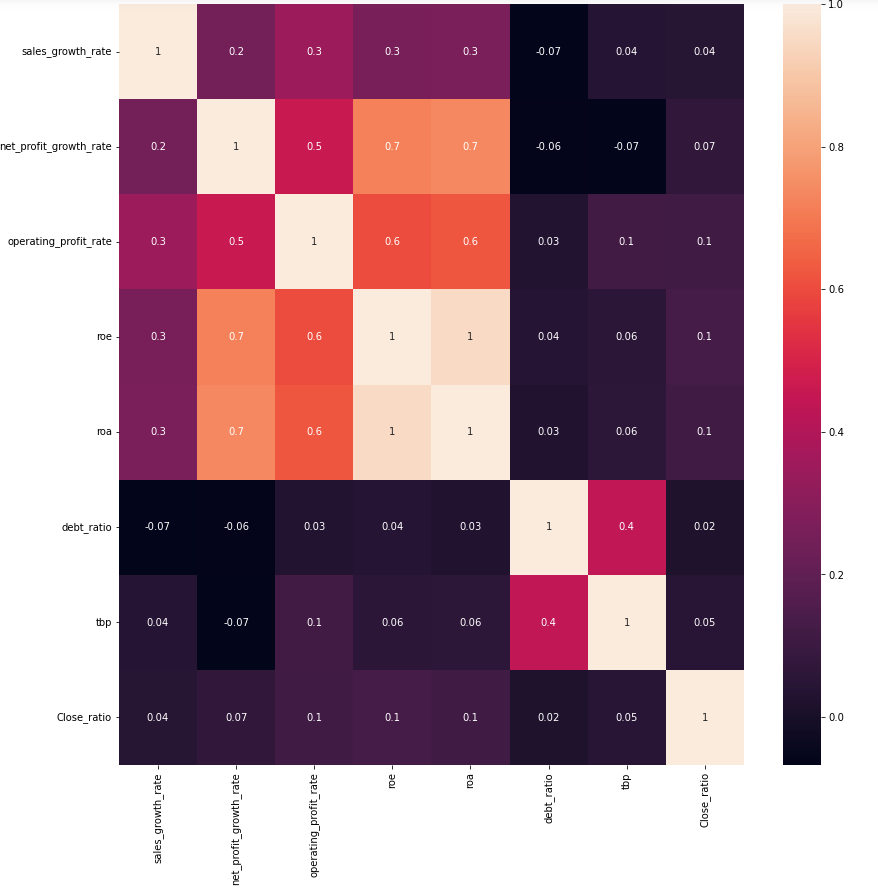 1.0
sales_growth_rate 1 0.2 0.3 0.3 0.3 -0.07 0.04 0.04
net_profit_growth_rate 0.2 1 0.5 0.7 0.7 -0.06 -0.07 0.07
0.8
operating_profit_rate 0.3 0.5 1 0.6 0.6 0.03 0.1 0.1
0.6
roe 0.3 0.7 0.6 1 1 0.04 0.06 0.1
roa 0.3 0.7 0.6 1 1 0.03 0.06 0.1
0.4
debt_ratio -0.07 -0.06 0.03 0.04 0.03 1 0.4 0.02
0.2
tbp 0.04 -0.07 0.1 0.06 0.06 0.4 1 0.05
Close_ratio 0.04 0.07 0.1 0.1 0.1 0.02 0.05 1
0.0
sales_growth_rate
net_profit_growth_rate
operating_profit_rate
roe
roa
debt_ratio
tbp
Close_ratio